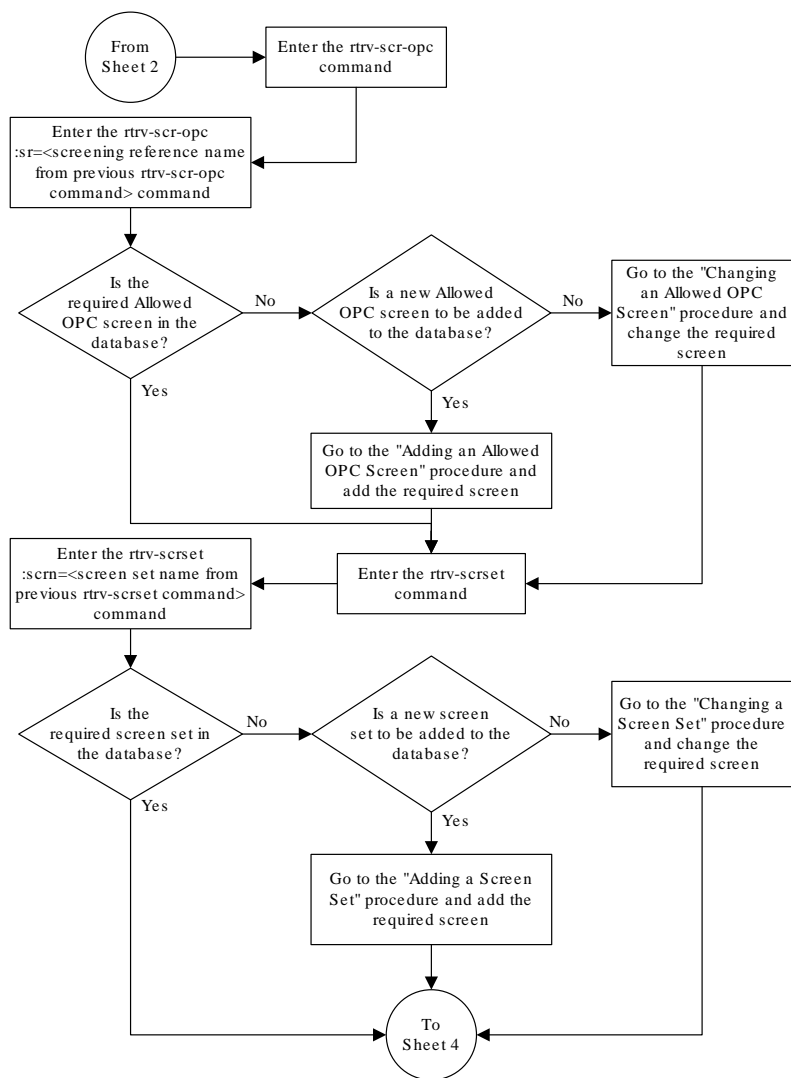 From
Sheet 2
Enter the rtrv-scr-opc
command
Enter the rtrv-scr-opc
:sr=<screening reference name
from previous rtrv-scr-opc
command> command
Is the
required Allowed
OPC screen in the
database?
No
Yes
Is a new Allowed
OPC screen to be added
to the database?
No
Yes
Go to the "Changing
an Allowed OPC
Screen" procedure and
change the required
screen
Go to the "Adding an Allowed
OPC Screen" procedure and
add the required screen
Enter the rtrv-scrset
command
Enter the rtrv-scrset
:scrn=<screen set name from
previous rtrv-scrset command>
command
Is the
required screen set in
the database?
No
Yes
Is a new screen
set to be added to the
database?
No
Yes
Go to the "Changing a
Screen Set" procedure
and change the
required screen
Go to the "Adding a Screen
Set" procedure and add the
required screen
To
Sheet 4